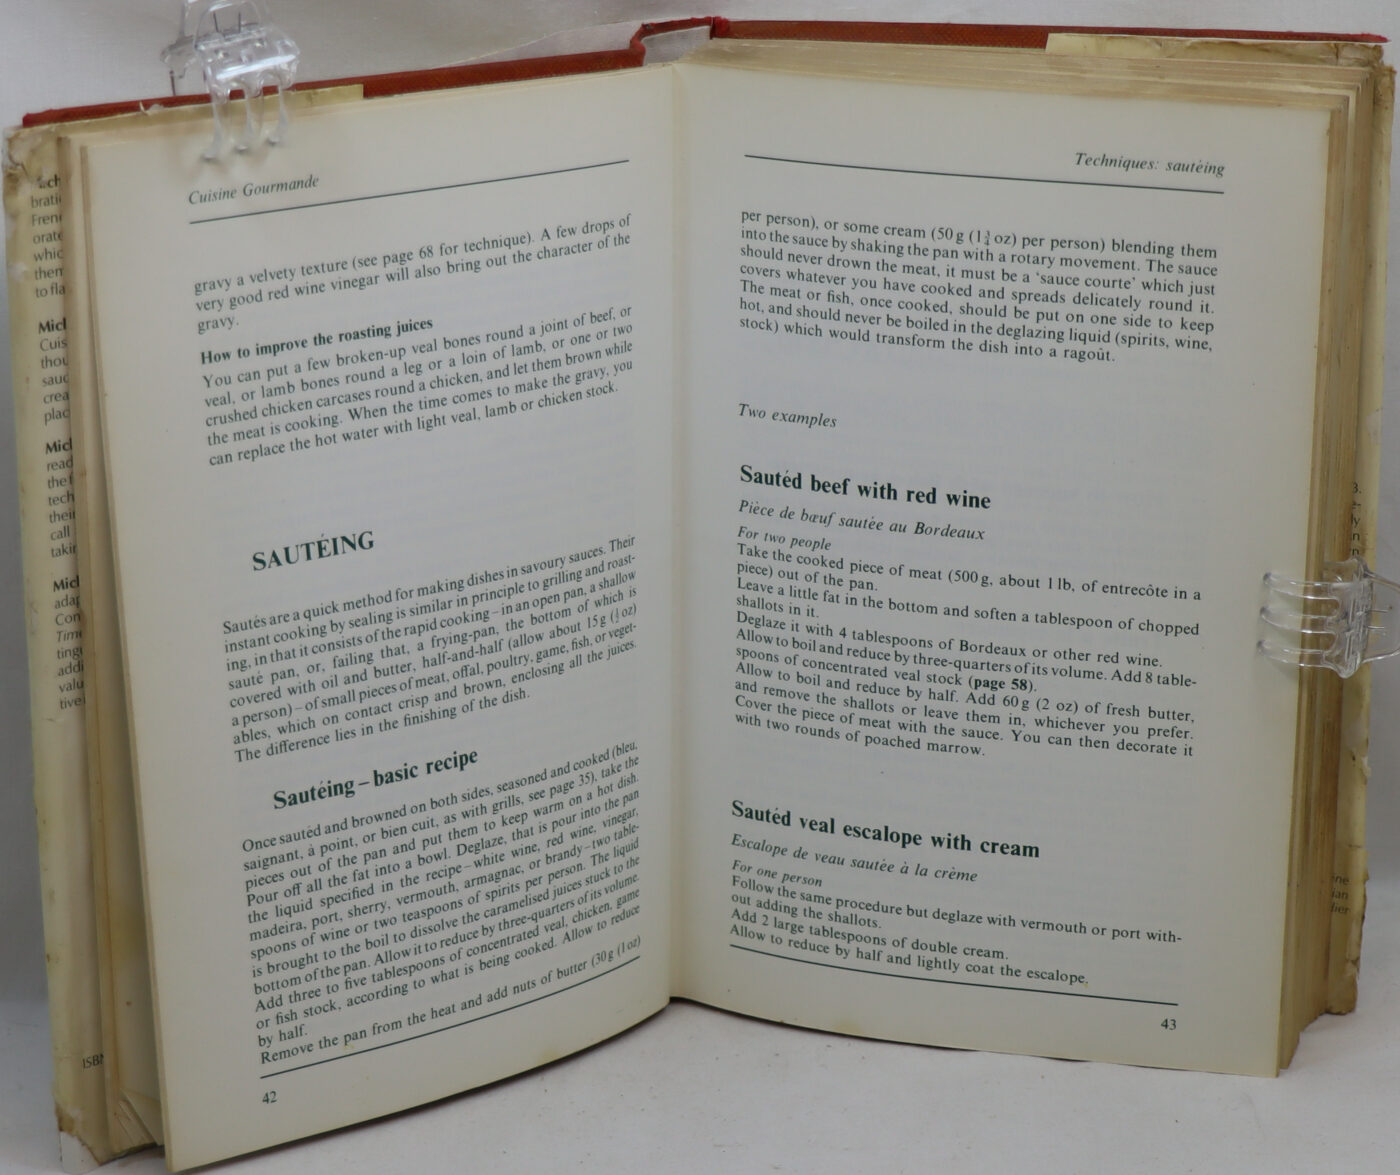 Cuisine Gourmande
gravy a velvety texture (see page 68 for technique). A few drops of
very good red wine vinegar will also bring out the character of the
gravy.
How to improve the roasting juices
You can put a few broken-up veal bones round a joint of beef, or
veal, or lamb bones round a leg or a loin of lamb, or one or two
crushed chicken carcases round a chicken, and let them brown while
the meat is cooking. When the time comes to make the gravy, you
can replace the hot water with light veal, lamb or chicken stock.
SAUTÉING
Sautés are a quick method for making dishes in savoury sauces. Their
instant cooking by sealing is similar in principle to grilling and roast-
ing, in that it consists of the rapid cooking – in an open pan, a shallow
sauté pan, or, failing that, a frying-pan, the bottom of which is
covered with oil and butter, half-and-half (allow about 15 g (½ oz)
a person) – of small pieces of meat, offal, poultry, game, fish, or veget-
ables, which on contact crisp and brown, enclosing all the juices.
The difference lies in the finishing of the dish.
Sautéing – basic recipe
Once sautéd and browned on both sides, seasoned and cooked (bleu,
saignant, à point, or bien cuit, as with grills, see page 35), take the
pieces out of the pan and put them to keep warm on a hot dish.
Pour off all the fat into a bowl. Deglaze, that is pour into the pan
the liquid specified in the recipe – white wine, red wine, vinegar,
madeira, port, sherry, vermouth, armagnac, or brandy – two table-
spoons of wine or two teaspoons of spirits per person. The liquid
is brought to the boil to dissolve the caramelised juices stuck to the
bottom of the pan. Allow it to reduce by three-quarters of its volume.
Add three to five tablespoons of concentrated veal, chicken, game
or fish stock, according to what is being cooked. Allow to reduce
by half.
Remove the pan from the heat and add nuts of butter (30 g (1 oz)
42
Techniques: sautéing
per person), or some cream (50 g (1¾ oz) per person) blending them
into the sauce by shaking the pan with a rotary movement. The sauce
should never drown the meat, it must be a ‘sauce courte’ which just
covers whatever you have cooked and spreads delicately round it.
The meat or fish, once cooked, should be put on one side to keep
hot, and should never be boiled in the deglazing liquid (spirits, wine,
stock) which would transform the dish into a ragoût.
Two examples
Sautéd beef with red wine
Pièce de bœuf sautée au Bordeaux
For two people
Take the cooked piece of meat (500 g, about 1 lb, of entrecôte in a
piece) out of the pan.
Leave a little fat in the bottom and soften a tablespoon of chopped
shallots in it.
Deglaze it with 4 tablespoons of Bordeaux or other red wine.
Allow to boil and reduce by three-quarters of its volume. Add 8 table-
spoons of concentrated veal stock (page 58).
Allow to boil and reduce by half. Add 60 g (2 oz) of fresh butter,
and remove the shallots or leave them in, whichever you prefer.
Cover the piece of meat with the sauce. You can then decorate it
with two rounds of poached marrow.
Sautéd veal escalope with cream
Escalope de veau sautée à la crème
For one person
Follow the same procedure but deglaze with vermouth or port with-
out adding the shallots.
Add 2 large tablespoons of double cream.
Allow to reduce by half and lightly coat the escalope.
43